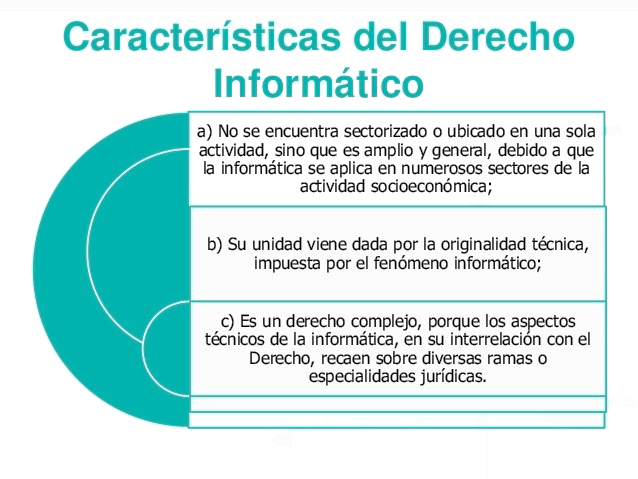 Características del Derecho
Informático
a) No se encuentra sectorizado o ubicado en una sola
actividad, sino que es amplio y general, debido a que
la informática se aplica en numerosos sectores de la
actividad socioeconómica;
b) Su unidad viene dada por la originalidad técnica,
impuesta por el fenómeno informático;
c) Es un derecho complejo, porque los aspectos
técnicos de la informática, en su interrelación con el
Derecho, recaen sobre diversas ramas o
especialidades jurídicas.